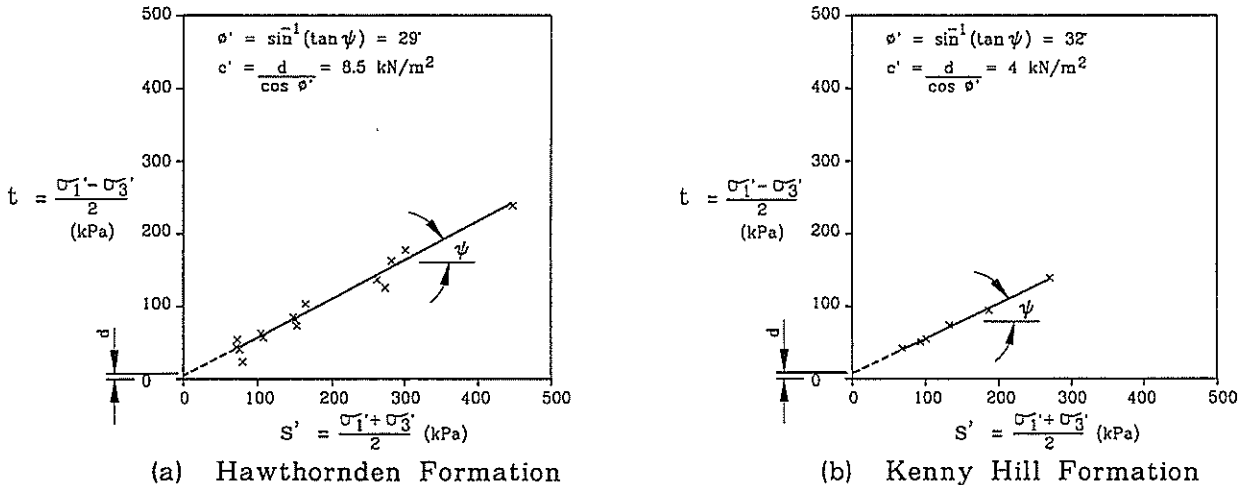 500
ø' = sin⁻¹(tan ψ) = 29°
c' = d / cos ø' = 8.5 kN/m²
400
300
t = σ₁' - σ₃' / 2
(kPa)
200
ψ
100
d
0
0 100 200 300 400 500
S' = σ₁' + σ₃' / 2 (kPa)
(a) Hawthornden Formation
500
ø' = sin⁻¹(tan ψ) = 32°
c' = d / cos ø' = 4 kN/m²
400
300
t = σ₁' - σ₃' / 2
(kPa)
200
100
ψ
d
0
0 100 200 300 400 500
S' = σ₁' + σ₃' / 2 (kPa)
(b) Kenny Hill Formation